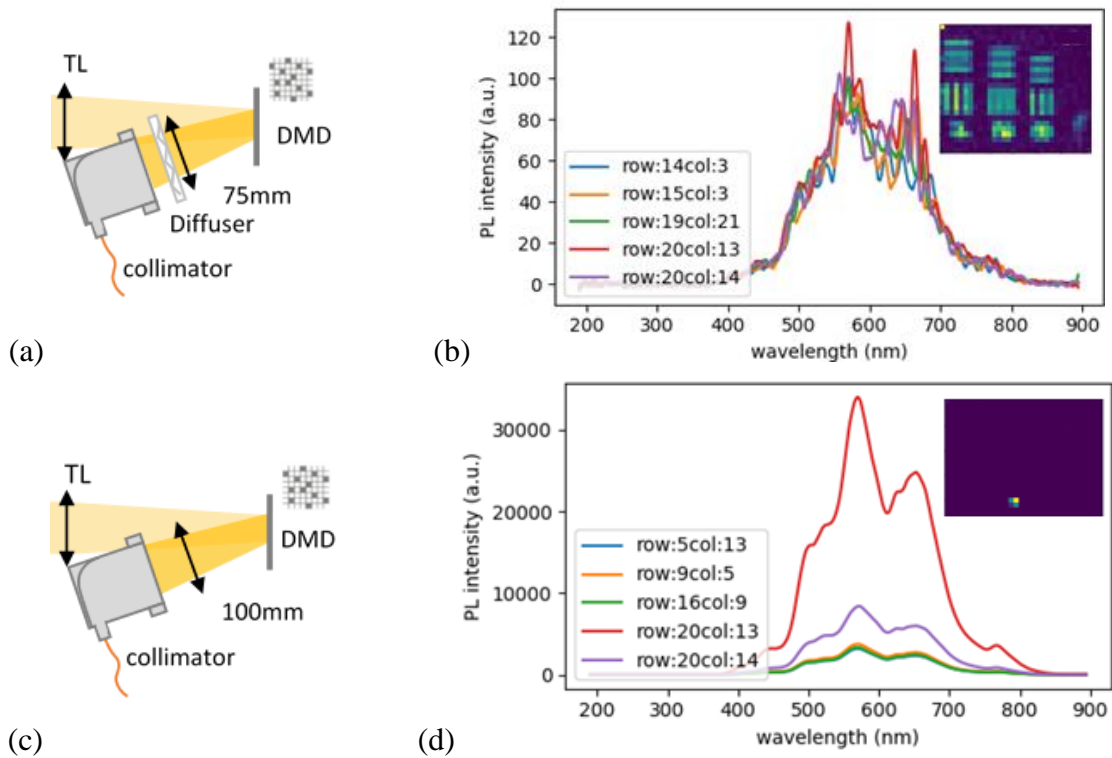 TL
DMD
75mm
Diffuser
collimator
(a)
PL intensity (a.u.)
120
100
80
60
40
20
0
row:14col:3
row:15col:3
row:19col:21
row:20col:13
row:20col:14
200 300 400 500 600 700 800 900
wavelength (nm)
(b)
TL
DMD
100mm
collimator
(c)
PL intensity (a.u.)
30000
20000
10000
0
row:5col:13
row:9col:5
row:16col:9
row:20col:13
row:20col:14
200 300 400 500 600 700 800 900
wavelength (nm)
(d)